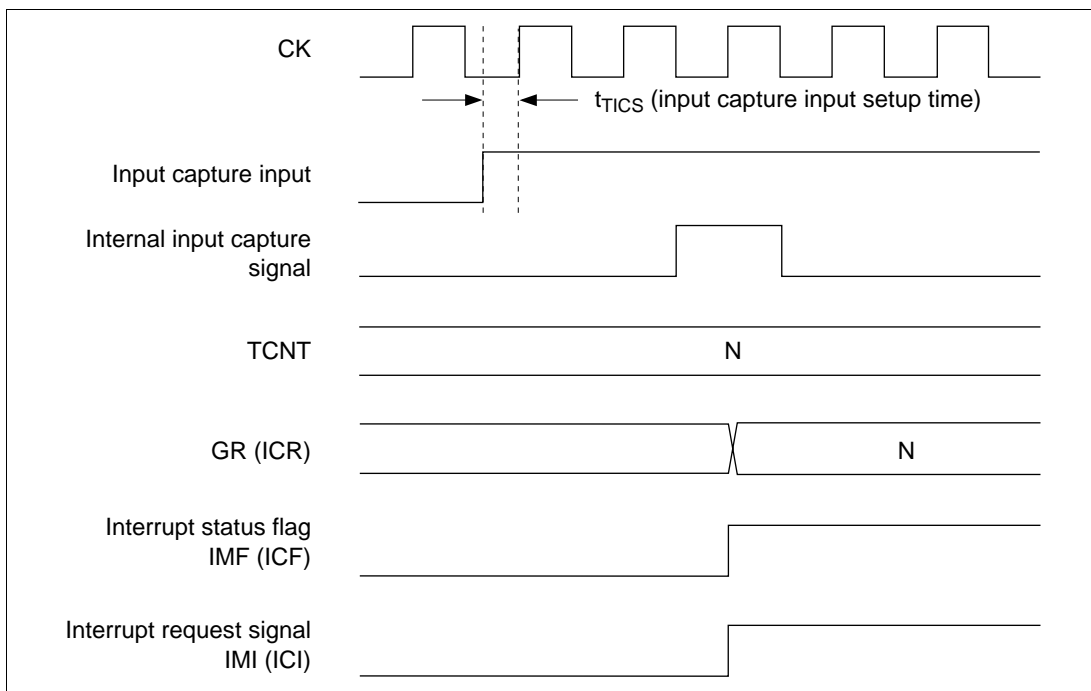 CK
t_TICS (input capture input setup time)
Input capture input
Internal input capture
signal
TCNT
N
GR (ICR)
N
Interrupt status flag
IMF (ICF)
Interrupt request signal
IMI (ICI)